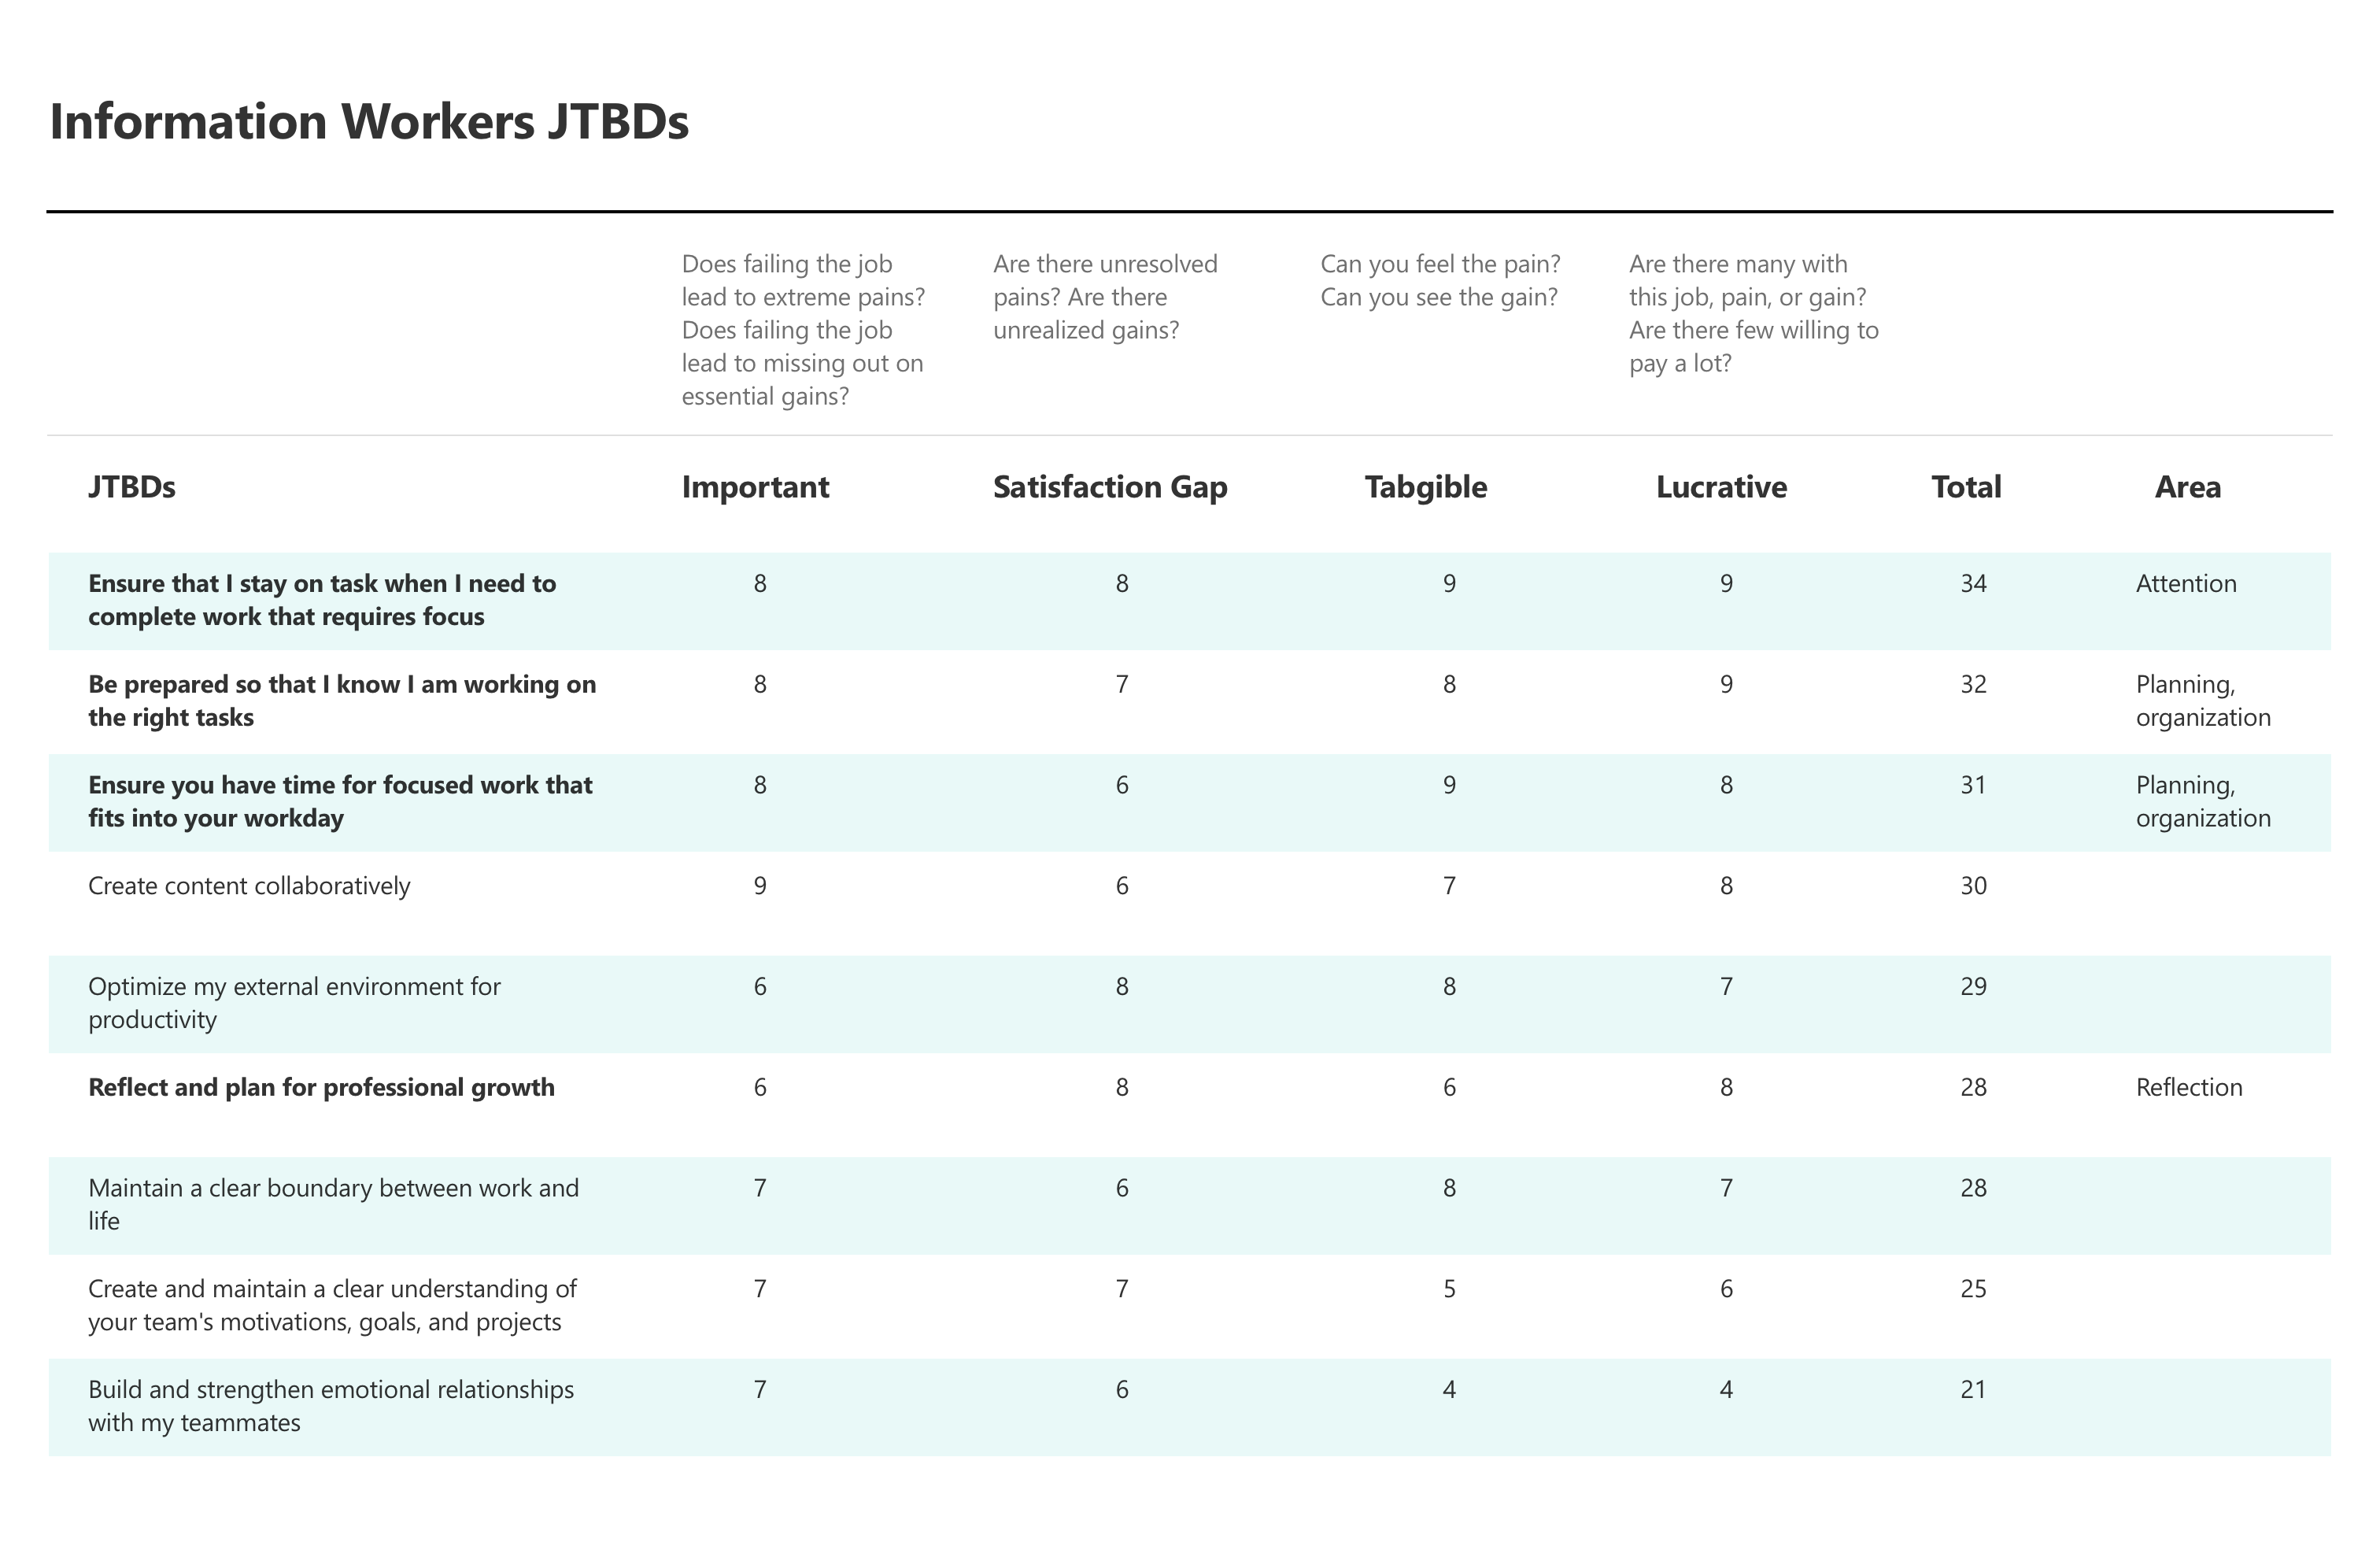 Information Workers JTBDs
Does failing the job
lead to extreme pains?
Does failing the job
lead to missing out on
essential gains?
Are there unresolved
pains? Are there
unrealized gains?
Can you feel the pain?
Can you see the gain?
Are there many with
this job, pain, or gain?
Are there few willing to
pay a lot?
JTBDs Important Satisfaction Gap Tabgible Lucrative Total Area
Ensure that I stay on task when I need to 8 8 9 9 34 Attention
complete work that requires focus
Be prepared so that I know I am working on 8 7 8 9 32 Planning,
the right tasks organization
Ensure you have time for focused work that 8 6 9 8 31 Planning,
fits into your workday organization
Create content collaboratively 9 6 7 8 30
Optimize my external environment for 6 8 8 7 29
productivity
Reflect and plan for professional growth 6 8 6 8 28 Reflection
Maintain a clear boundary between work and 7 6 8 7 28
life
Create and maintain a clear understanding of 7 7 5 6 25
your team's motivations, goals, and projects
Build and strengthen emotional relationships 7 6 4 4 21
with my teammates